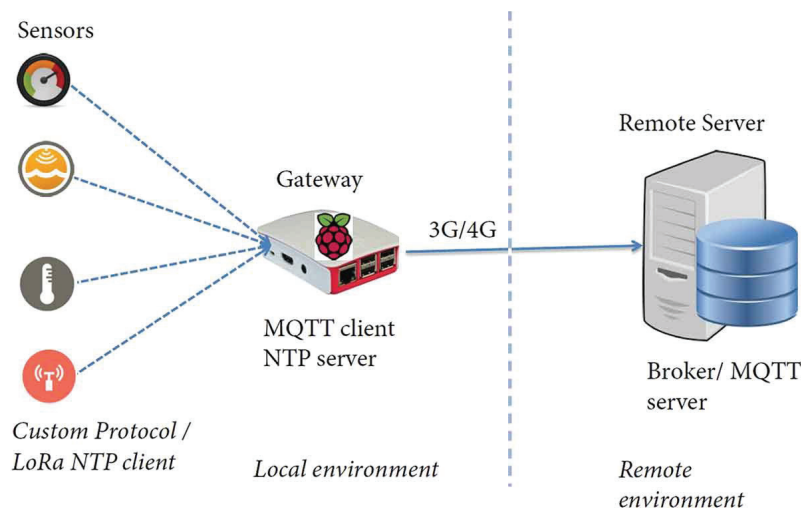 Sensors
Gateway
MQTT client
NTP server
3G/4G
Remote Server
Broker/ MQTT
server
Custom Protocol /
LoRa NTP client
Local environment
Remote
environment